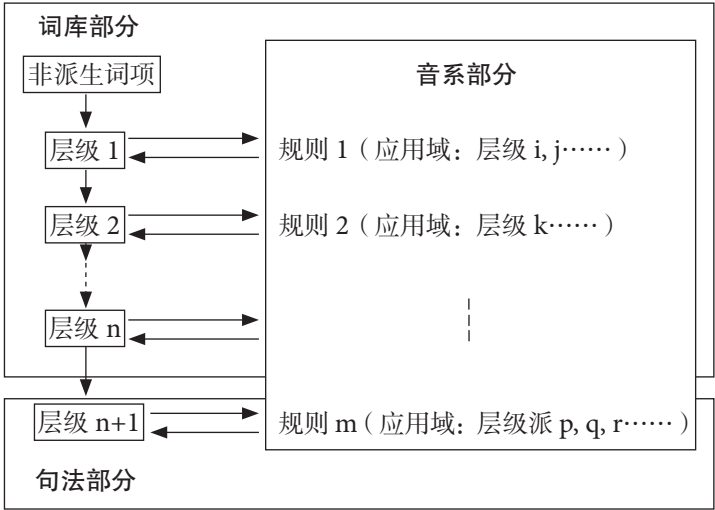 词库部分
非派生词项
音系部分
层级 1
规则 1（应用域：层级 i, j……）
层级 2
规则 2（应用域：层级 k……）
层级 n
层级 n+1
规则 m（应用域：层级派 p, q, r……）
句法部分